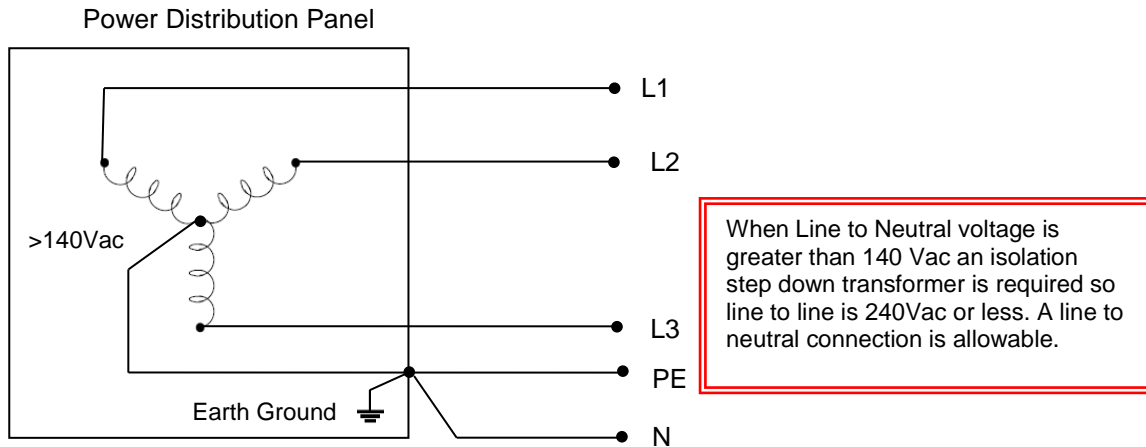 Power Distribution Panel
L1
L2
>140Vac
When Line to Neutral voltage is
greater than 140 Vac an isolation
step down transformer is required so
line to line is 240Vac or less. A line to
neutral connection is allowable.
L3
PE
Earth Ground
N